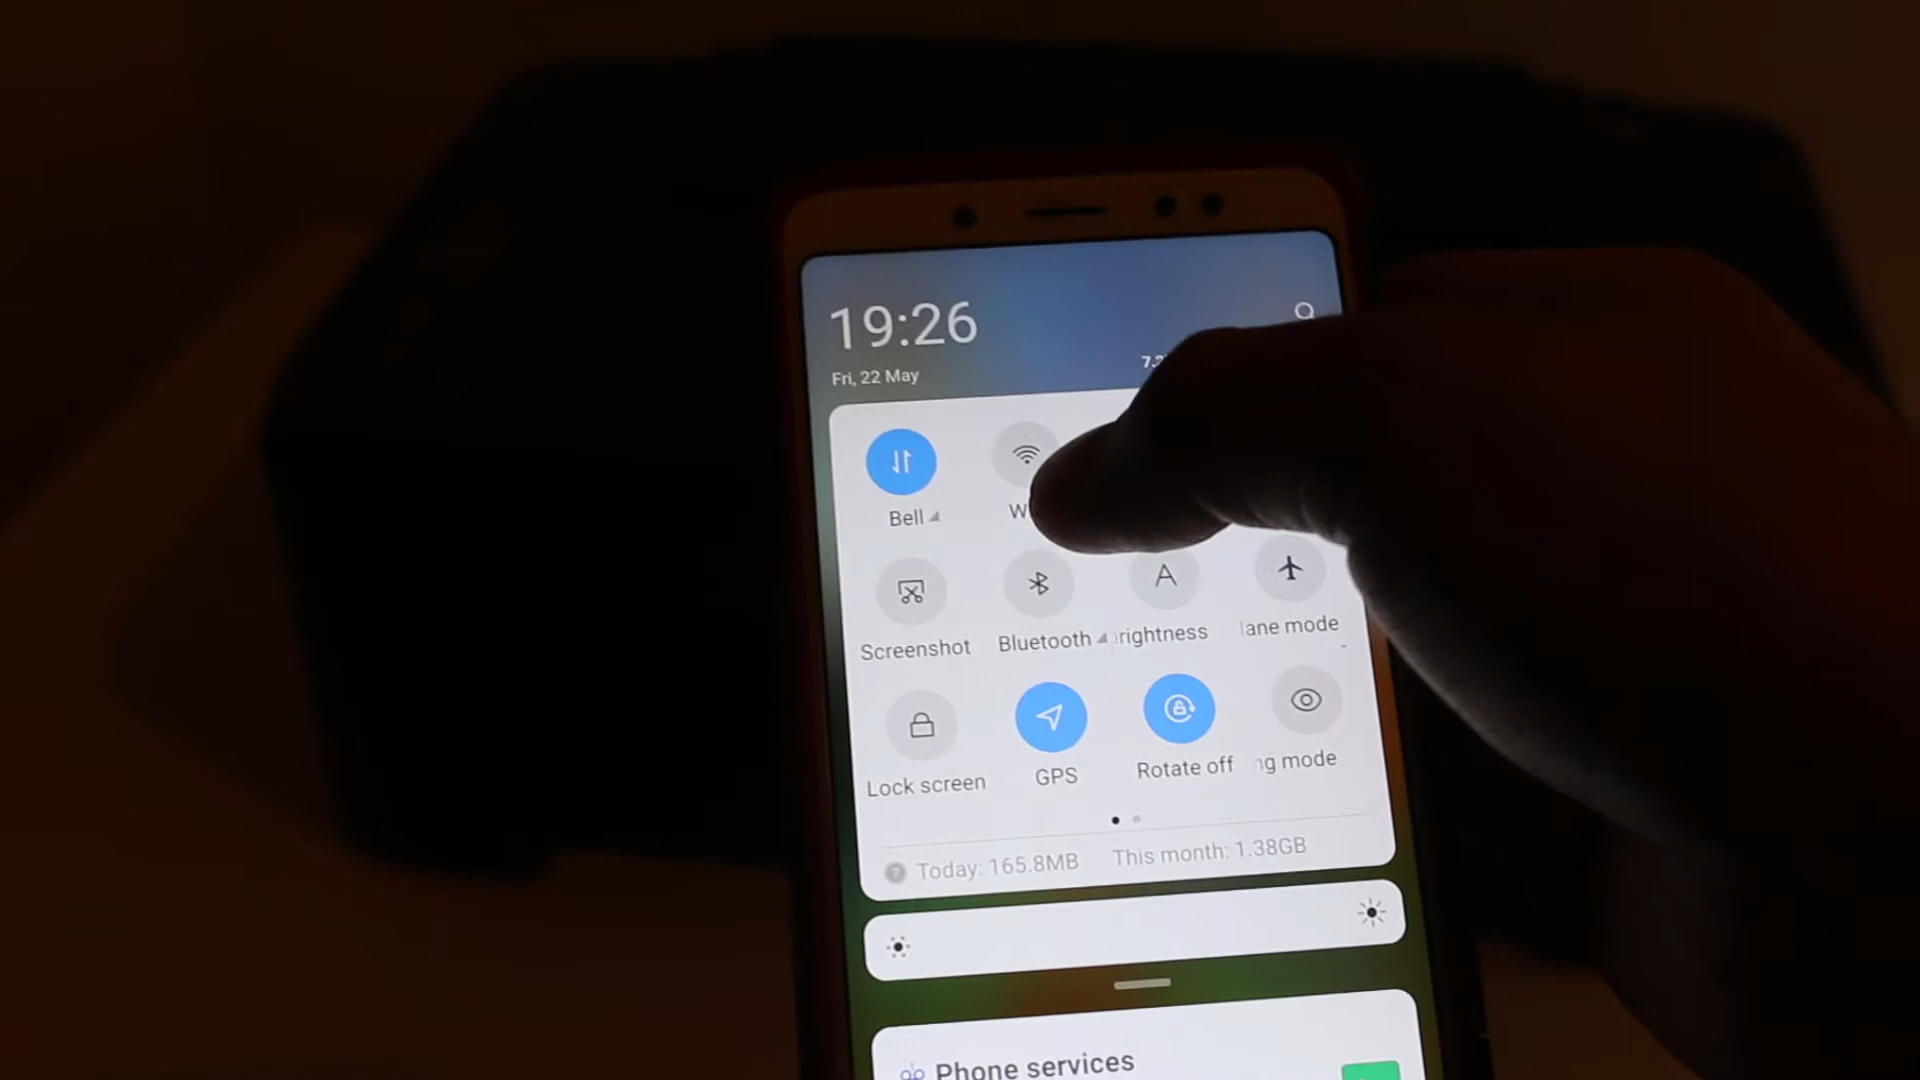 19:26
Fri, 22 May
Bell
Screenshot
Bluetooth
rightness
lane mode
Lock screen
GPS
Rotate off
ng mode
Today: 165.8MB This month: 1.38GB
Phone services